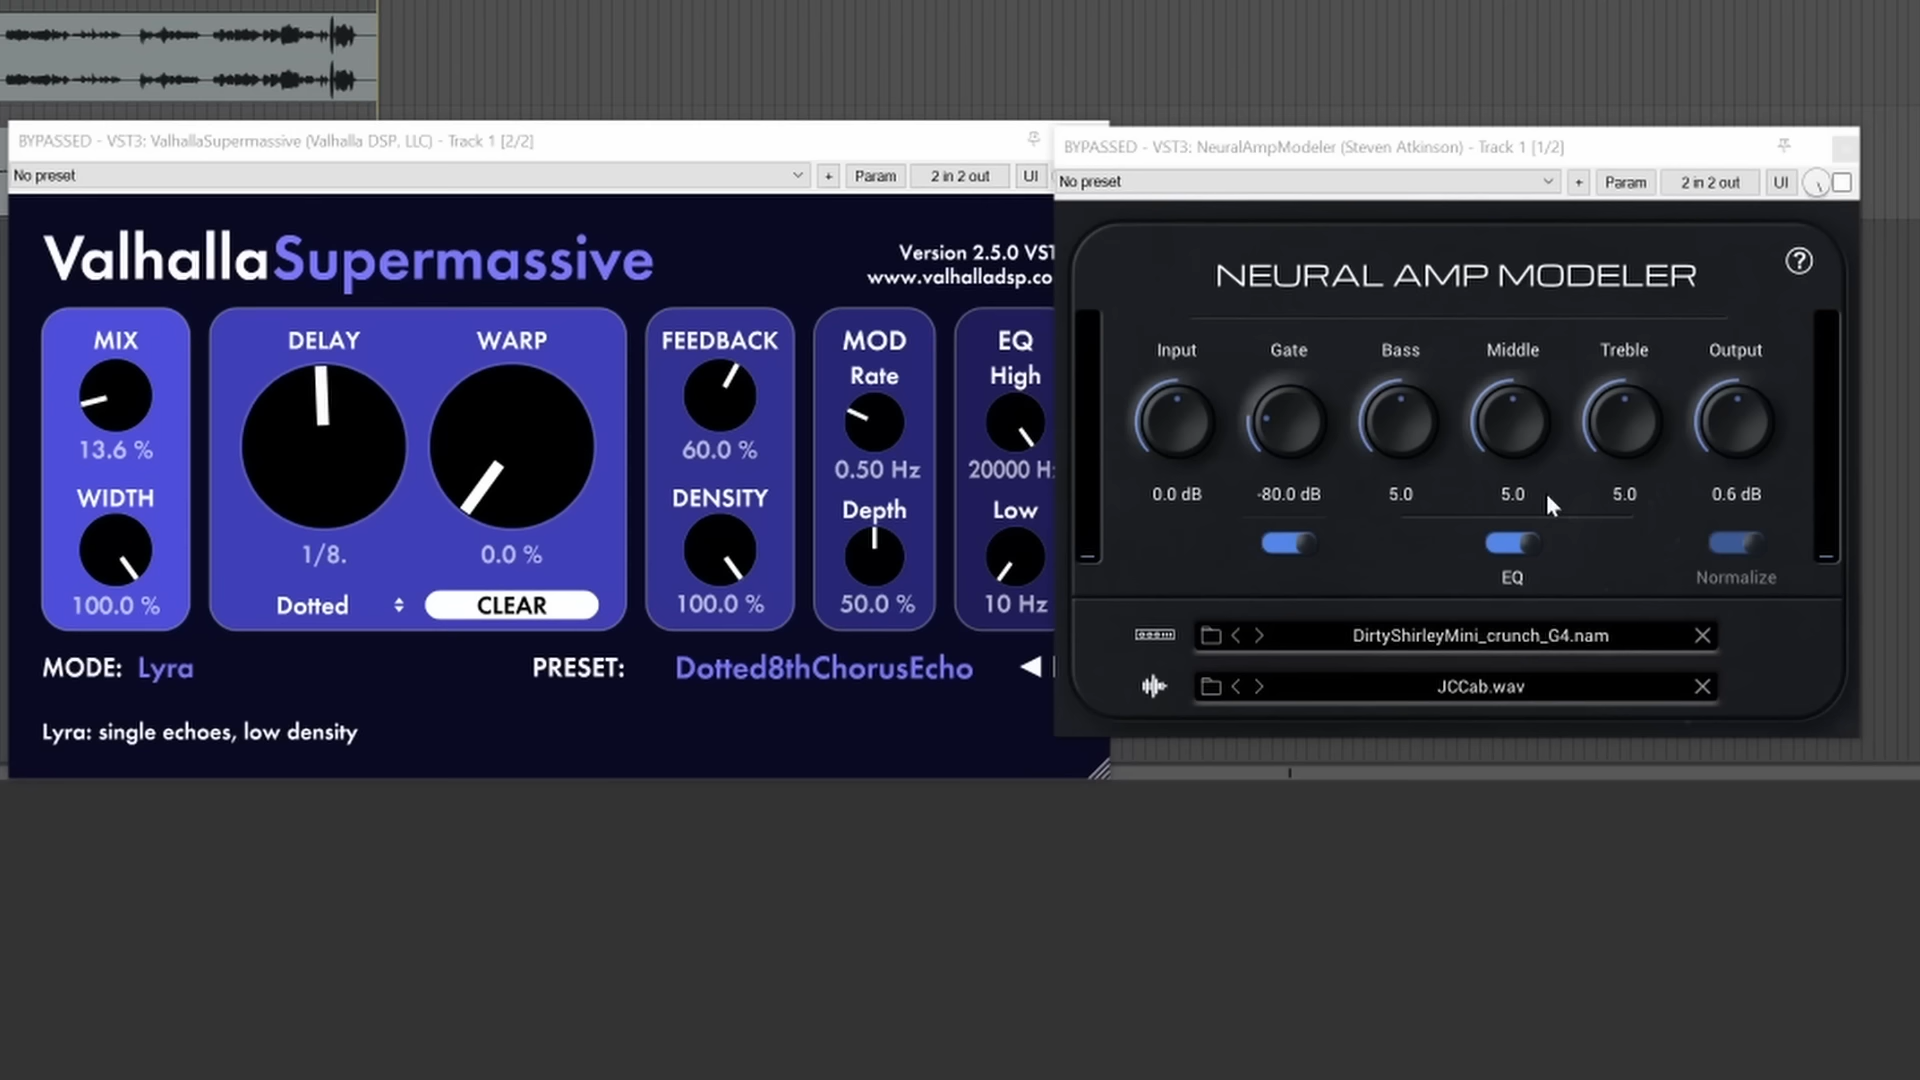 BYPASSED - VST3: ValhallaSupermassive (Valhalla DSP, LLC) - Track 1 [2/2]
No preset
+
Param
2 in 2 out
UI
ValhallaSupermassive
Version 2.5.0 VST
www.valhalladsp.co
MIX
13.6 %
WIDTH
100.0 %
DELAY
1/8.
Dotted
WARP
0.0 %
CLEAR
FEEDBACK
60.0 %
DENSITY
100.0 %
MOD
Rate
0.50 Hz
Depth
50.0 %
EQ
High
20000 H
Low
10 Hz
MODE: Lyra
PRESET: Dotted8thChorusEcho
Lyra: single echoes, low density
BYPASSED - VST3: NeuralAmpModeler (Steven Atkinson) - Track 1 [1/2]
No preset
+
Param
2 in 2 out
UI
NEURAL AMP MODELER
?
Input Gate Bass Middle Treble Output
0.0 dB -80.0 dB 5.0 5.0 5.0 0.6 dB
EQ Normalize
DirtyShirleyMini_crunch_G4.nam
JCCab.wav